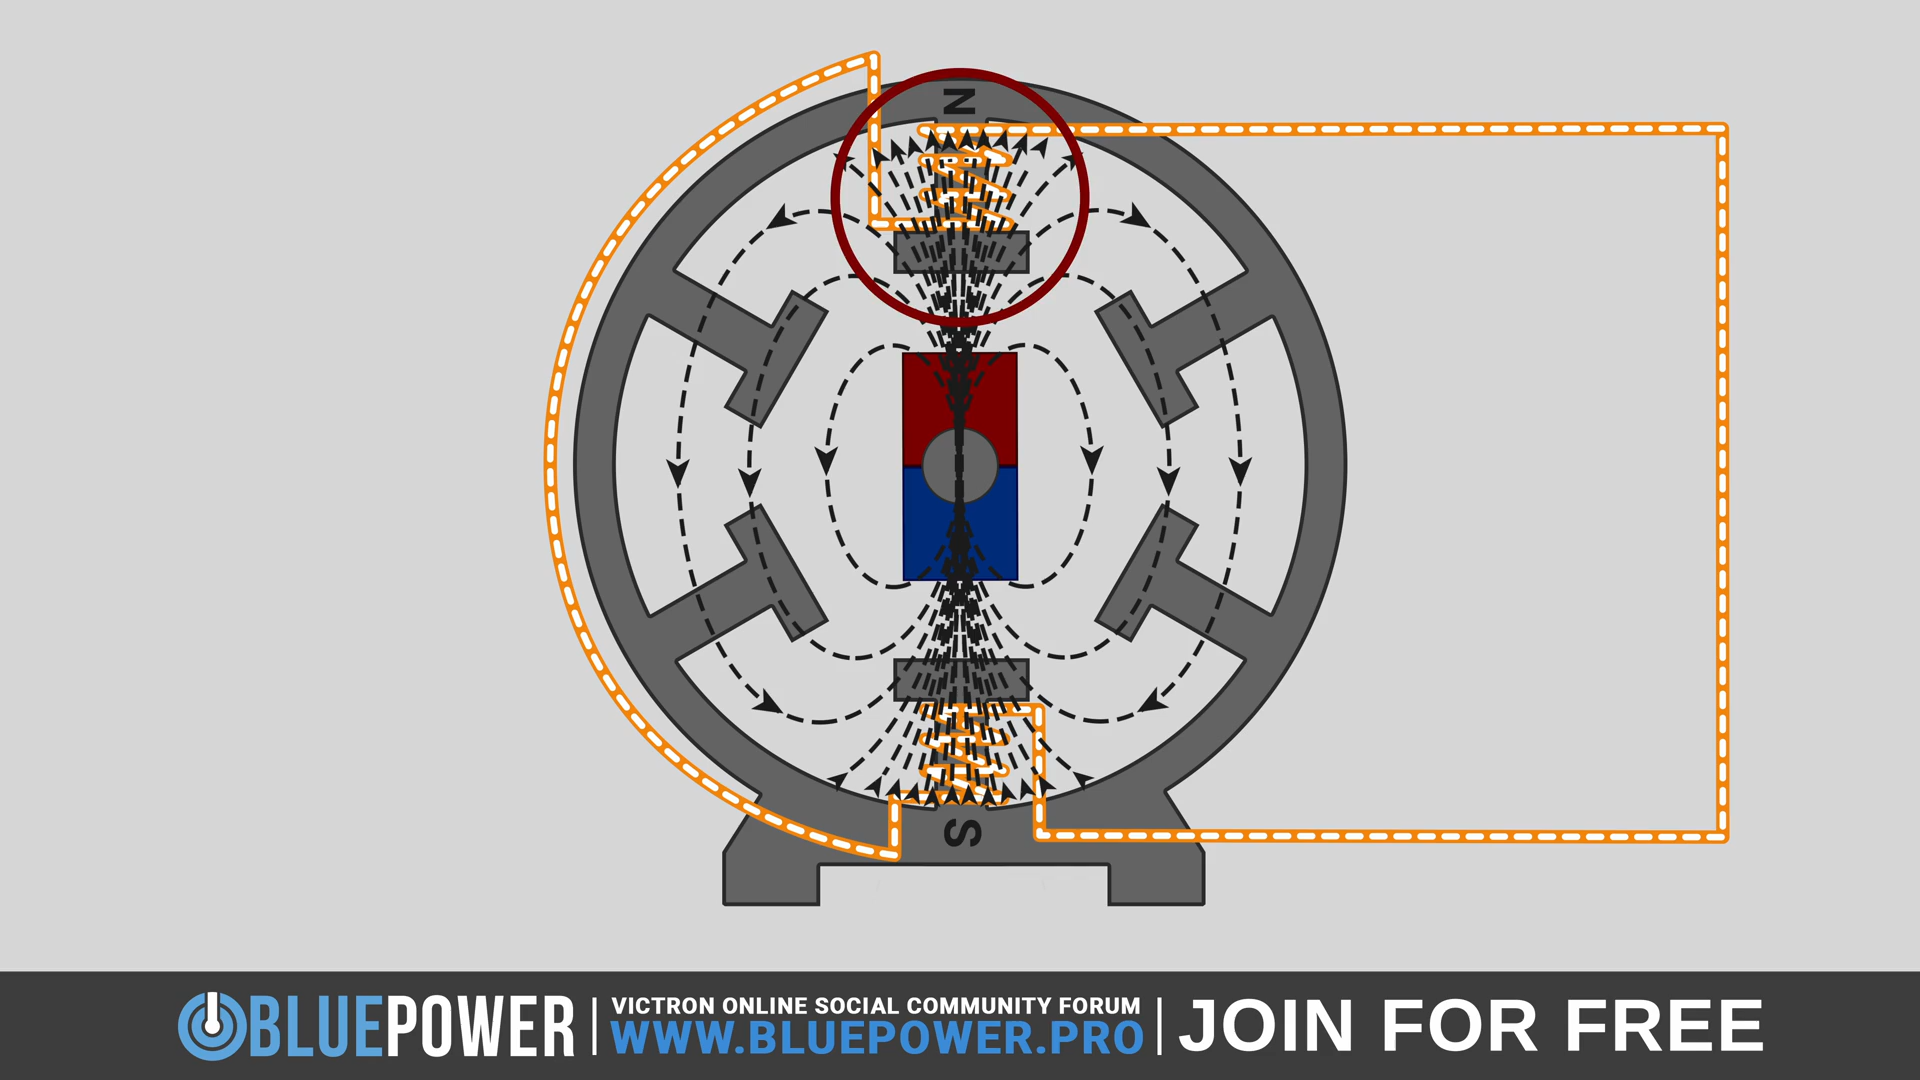 N
S
BLUEPOWER
VICTRON ONLINE SOCIAL COMMUNITY FORUM
WWW.BLUEPOWER.PRO
JOIN FOR FREE